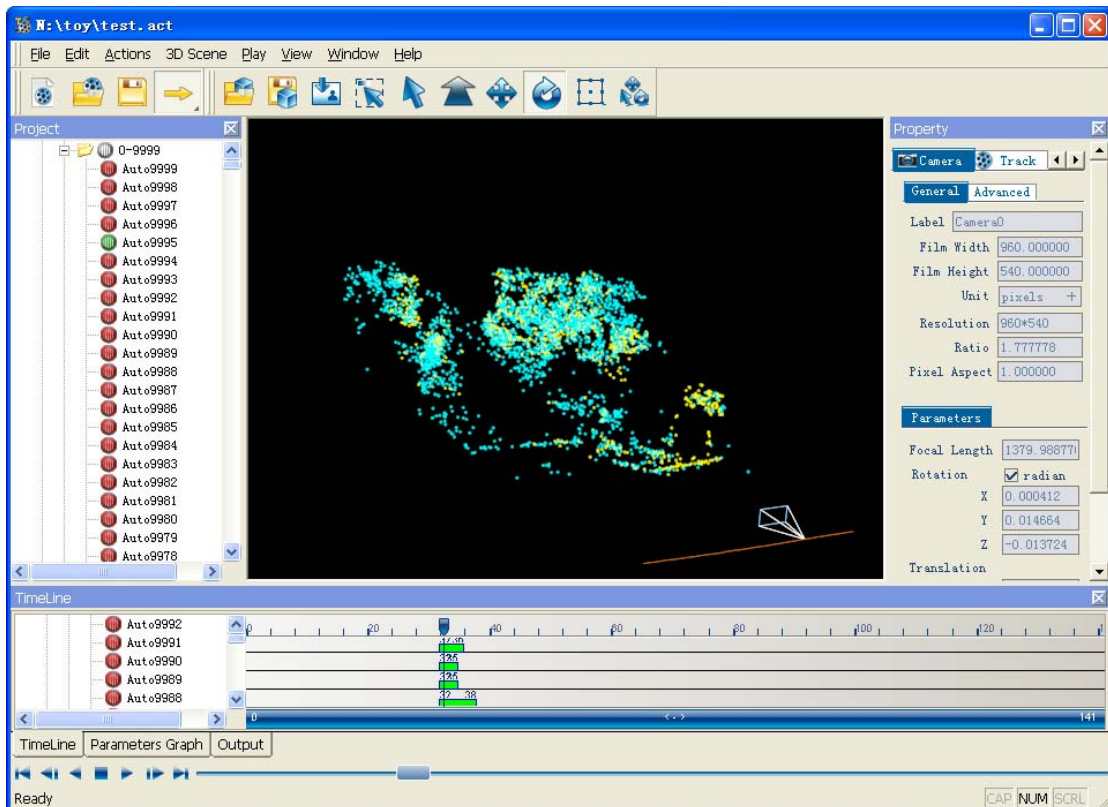 N:\toy\test.act
File Edit Actions 3D Scene Play View Window Help
Project
0-9999
Auto9999
Auto9998
Auto9997
Auto9996
Auto9995
Auto9994
Auto9993
Auto9992
Auto9991
Auto9990
Auto9989
Auto9988
Auto9987
Auto9986
Auto9985
Auto9984
Auto9983
Auto9982
Auto9981
Auto9980
Auto9979
Auto9978
Property
Camera Track
General Advanced
Label Camera0
Film Width 960.000000
Film Height 540.000000
Unit pixels
Resolution 960*540
Ratio 1.777778
Pixel Aspect 1.000000
Parameters
Focal Length 1379.98877
Rotation radian
X 0.000412
Y 0.014664
Z -0.013724
Translation
TimeLine
Auto9992
Auto9991
Auto9990
Auto9989
Auto9988
0 20 40 60 80 100 120
32 38
0 <-> 141
TimeLine Parameters Graph Output
Ready
CAP NUM SCRL